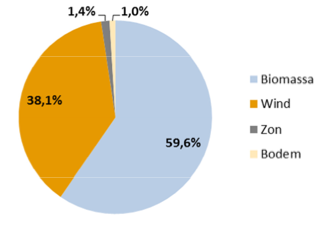 1,4%
1,0%
38,1%
59,6%
Biomassa
Wind
Zon
Bodem